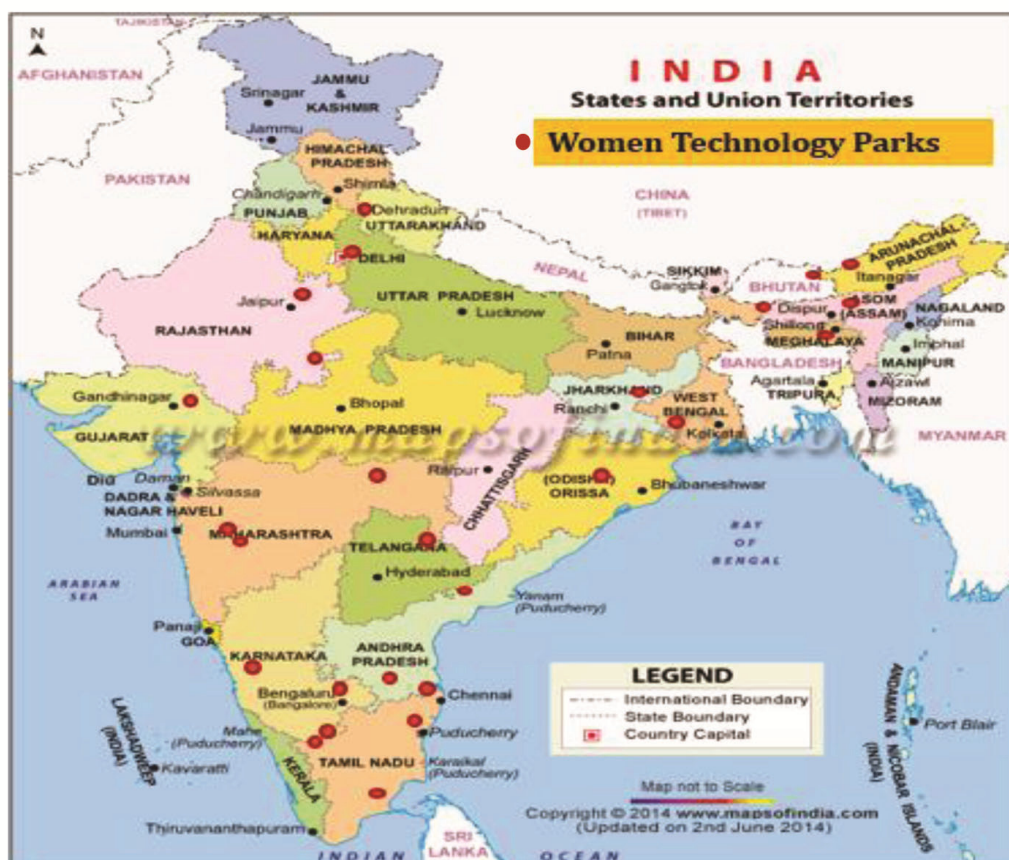 N
TAJIKISTAN
AFGHANISTAN
INDIA
States and Union Territories
Women Technology Parks
JAMMU
&
KASHMIR
Srinagar
Jammu
HIMACHAL
PRADESH
Shimla
PAKISTAN
CHINA
(TIBET)
Chandigarh
PUNJAB
Dehradun
UTTARAKHAND
HARYANA
DELHI
NEPAL
SIKKIM
Gangtok
BHUTAN
ARUNACHAL
PRADESH
Itanagar
Jaipur
RAJASTHAN
UTTAR PRADESH
Lucknow
BIHAR
Patna
Dispur
ASOM
(ASSAM)
NAGALAND
Kohima
Shillong
MEGHALAYA
Imphal
MANIPUR
BANGLADESH
Agartala
TRIPURA
Aizawl
MIZORAM
MYANMAR
Gandhinagar
GUJARAT
Bhopal
MADHYA PRADESH
JHARKHAND
Ranchi
WEST
BENGAL
Kolkata
www.mapsofindia.com
Raipur
CHHATTISGARH
(ODISHA)
ORISSA
Bhubaneshwar
Diu
Daman
Silvassa
DADRA &
NAGAR HAVELI
Mumbai
MAHARASHTRA
TELANGANA
Hyderabad
BAY
OF
BENGAL
ARABIAN
SEA
Yanam
(Puducherry)
Panaji
GOA
KARNATAKA
ANDHRA
PRADESH
Bengaluru
(Bangalore)
Chennai
LAKSHADWEEP
(INDIA)
Kavaratti
Mahe
(Puducherry)
Puducherry
TAMIL NADU
Karaikal
(Puducherry)
KERALA
Thiruvananthapuram
SRI
LANKA
INDIAN OCEAN
ANDAMAN & NICOBAR ISLANDS
(INDIA)
Port Blair
LEGEND
International Boundary
State Boundary
Country Capital
Map not to Scale
Copyright © 2014 www.mapsofindia.com
(Updated on 2nd June 2014)